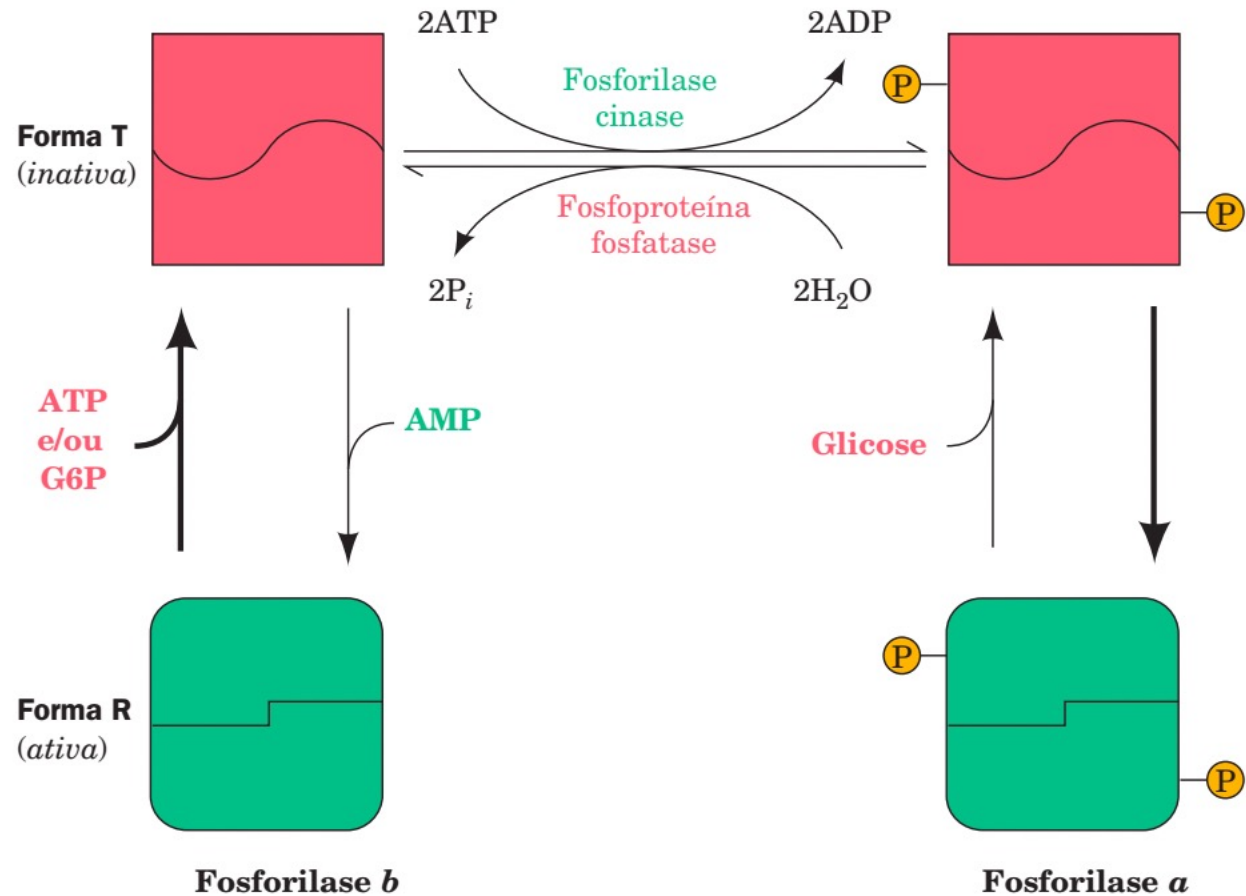 2ATP
2ADP
Fosforilase
cinase
P
Forma T
(inativa)
Fosfoproteína
fosfatase
P
2Pi
2H₂O
ATP
e/ou
G6P
AMP
Glicose
P
Forma R
(ativa)
P
Fosforilase b
Fosforilase a